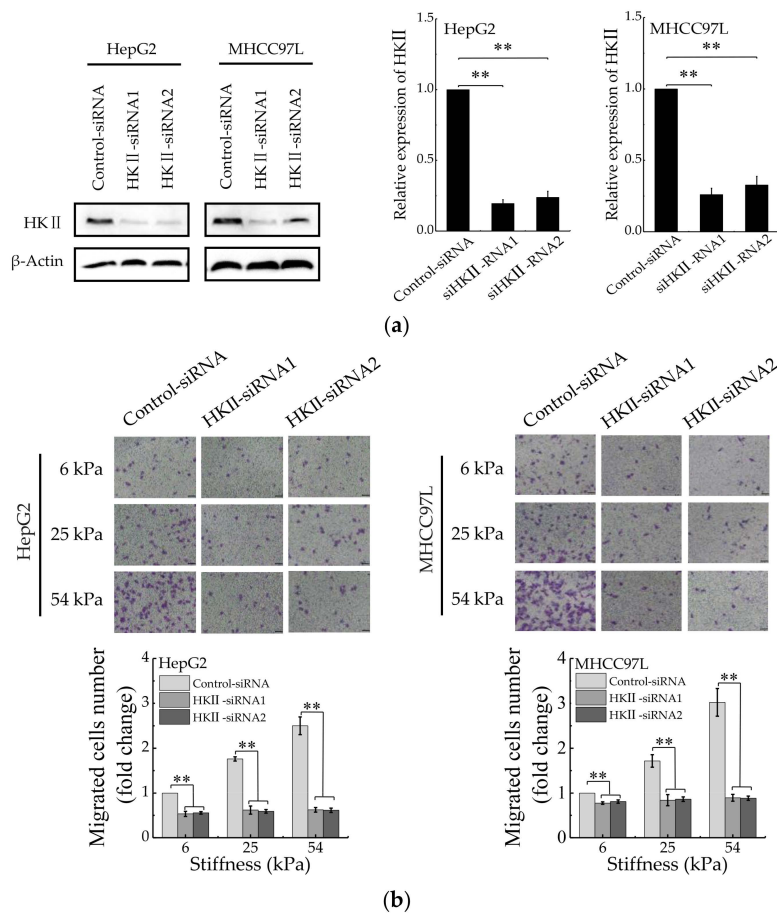 HepG2
MHCC97L
Control-siRNA
HKⅡ-siRNA1
HKⅡ-siRNA2
Control-siRNA
HKⅡ-siRNA1
HKⅡ-siRNA2
HKⅡ
β-Actin
Relative expression of HKⅡ
1.5
1.0
0.5
0.0
HepG2
**
**
Control-siRNA
siHKⅡ-RNA1
siHKⅡ-RNA2
Relative expression of HKⅡ
1.5
1.0
0.5
0.0
MHCC97L
**
**
Control-siRNA
siHKⅡ-RNA1
siHKⅡ-RNA2
(a)
Control-siRNA
HKII-siRNA1
HKII-siRNA2
HepG2
6 kPa
25 kPa
54 kPa
Control-siRNA
HKII-siRNA1
HKII-siRNA2
MHCC97L
6 kPa
25 kPa
54 kPa
Migrated cells number
(fold change)
4
3
2
1
0
HepG2
Control-siRNA
HKⅡ-siRNA1
HKⅡ-siRNA2
**
**
**
6
25
54
Stiffness (kPa)
Migrated cells number
(fold change)
4
3
2
1
0
MHCC97L
Control-siRNA
HKⅡ-siRNA1
HKⅡ-siRNA2
**
**
**
6
25
54
Stiffness (kPa)
(b)